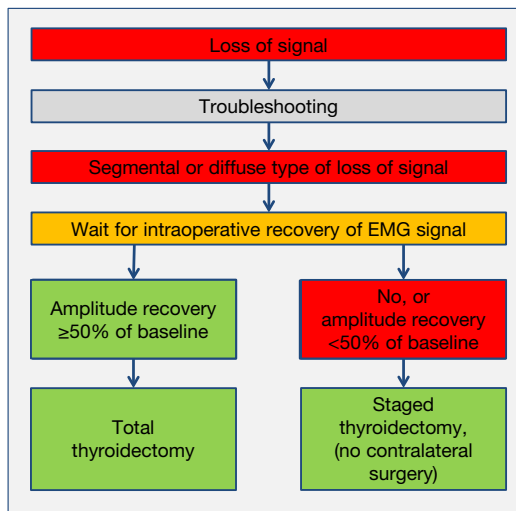 Loss of signal
Troubleshooting
Segmental or diffuse type of loss of signal
Wait for intraoperative recovery of EMG signal
Amplitude recovery
≥50% of baseline
No, or
amplitude recovery
<50% of baseline
Total
thyroidectomy
Staged
thyroidectomy,
(no contralateral
surgery)